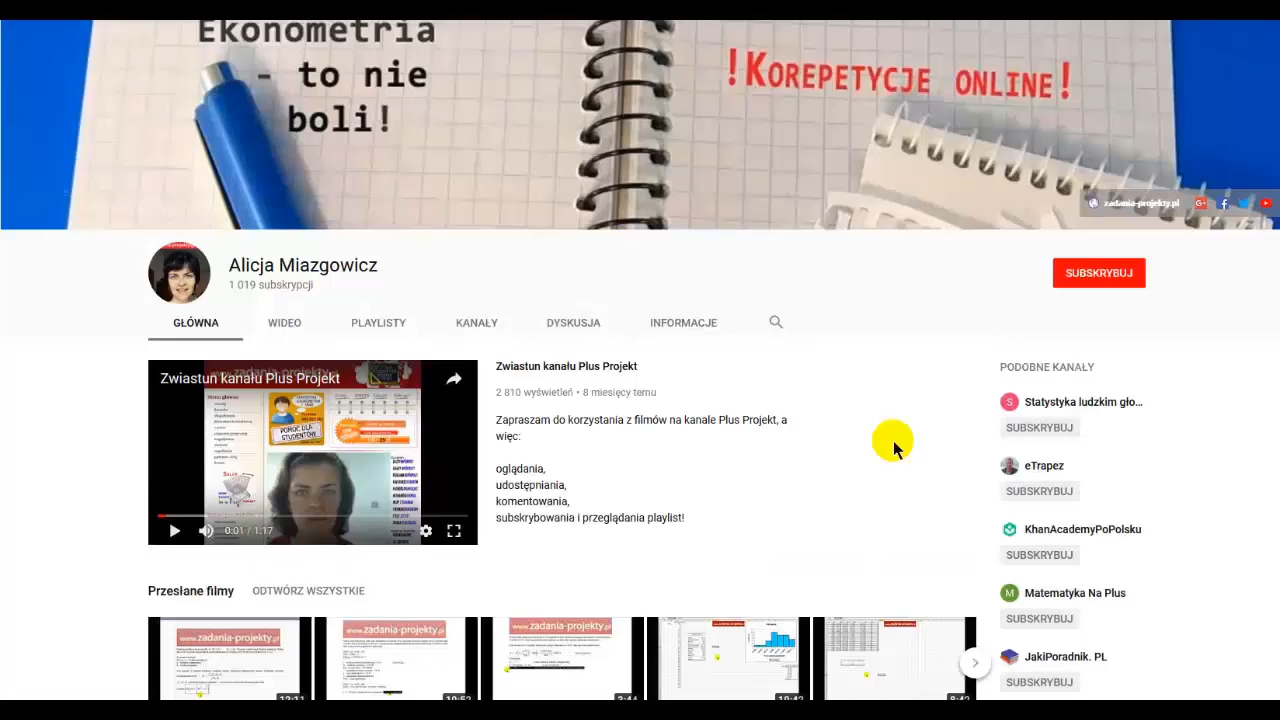 Ekonometria
- to nie
boli!
!KOREPETYCJE ONLINE!
zadania-projekty.pl
Alicja Miazgowicz
1 019 subskrypcji
SUBSKRYBUJ
GŁÓWNA WIDEO PLAYLISTY KANAŁY DYSKUSJA INFORMACJE
Zwiastun kanału Plus Projekt
POMOC DLA
STUDENTÓW
0:01 / 1:17
Zwiastun kanału Plus Projekt
2 810 wyświetleń • 8 miesięcy temu
Zapraszam do korzystania z filmów na kanale Plus Projekt, a
więc:
oglądania,
udostępniania,
komentowania,
subskrybowania i przeglądania playlist!
PODOBNE KANAŁY
Statystyka ludzkim gło...
SUBSKRYBUJ
eTrapez
SUBSKRYBUJ
KhanAcademyPoPolsku
SUBSKRYBUJ
Matematyka Na Plus
SUBSKRYBUJ
JakiPoradnik. PL
SUBSKRYBUJ
Przesłane filmy ODTWÓRZ WSZYSTKIE
www.zadania-projekty.pl
www.zadania-projekty.pl
www.zadania-projekty.pl